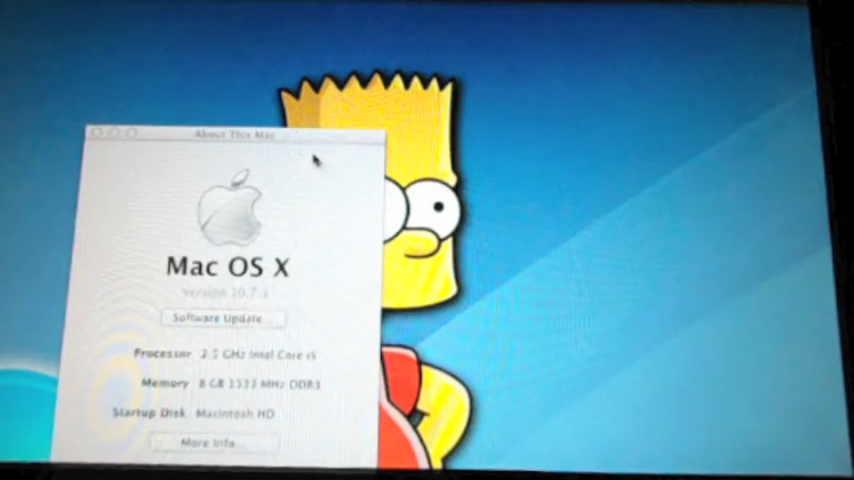 About This Mac
Mac OS X
Software Update...
Processor 2.5 GHz Intel Core i5
Memory 8 GB 1333 MHz DDR3
Startup Disk Macintosh HD
More Info...